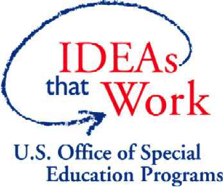 IDEAs
that Work
U.S. Office of Special
Education Programs